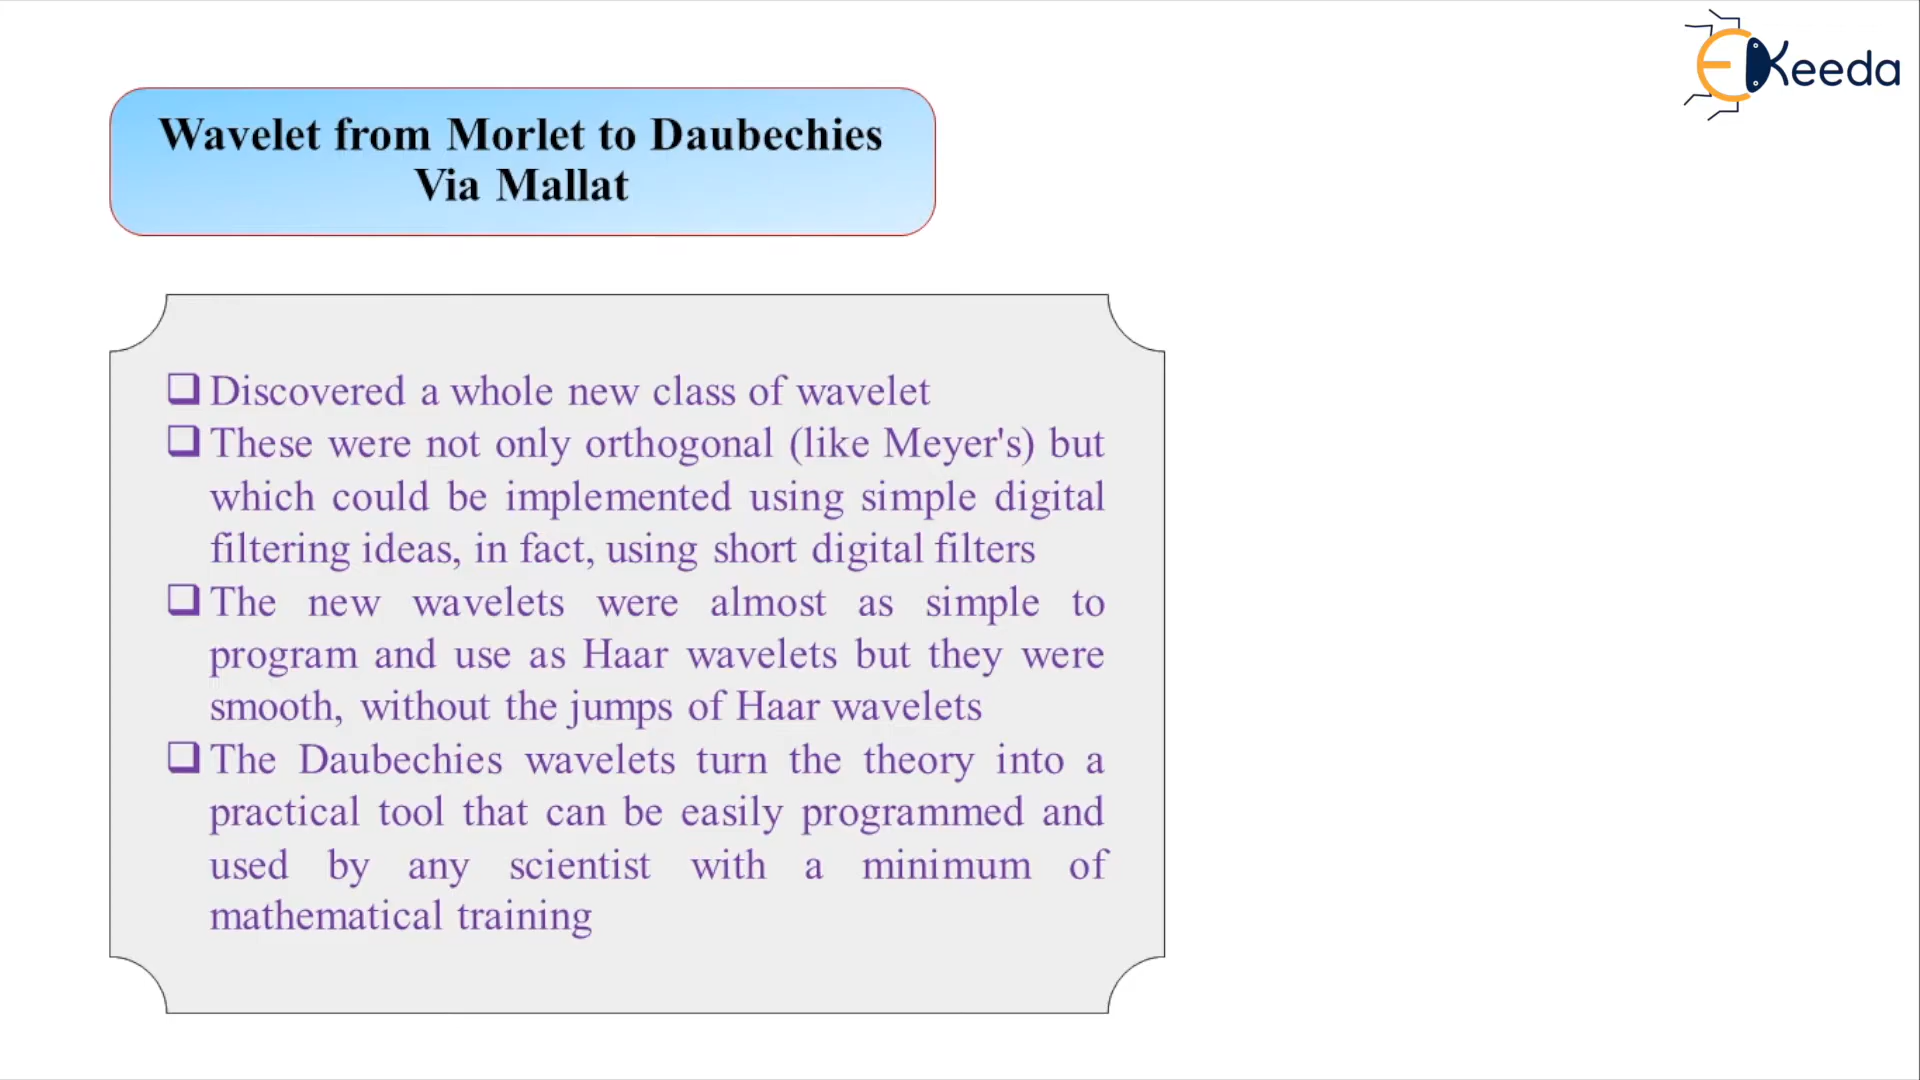 EKeeda
Wavelet from Morlet to Daubechies
Via Mallat
❑ Discovered a whole new class of wavelet
❑ These were not only orthogonal (like Meyer's) but
which could be implemented using simple digital
filtering ideas, in fact, using short digital filters
❑ The new wavelets were almost as simple to
program and use as Haar wavelets but they were
smooth, without the jumps of Haar wavelets
❑ The Daubechies wavelets turn the theory into a
practical tool that can be easily programmed and
used by any scientist with a minimum of
mathematical training